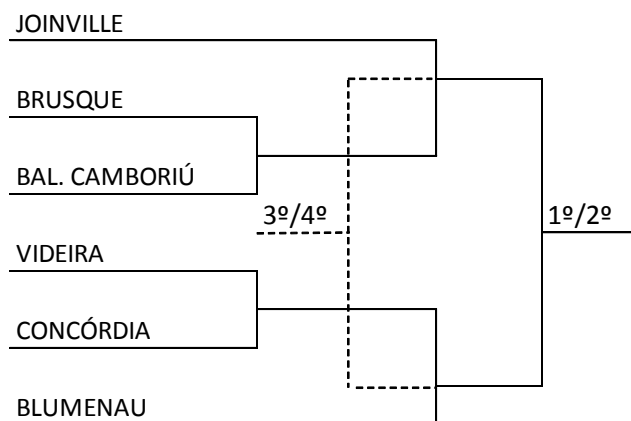 JOINVILLE
BRUSQUE
BAL. CAMBORIÚ
3º/4º
1º/2º
VIDEIRA
CONCÓRDIA
BLUMENAU